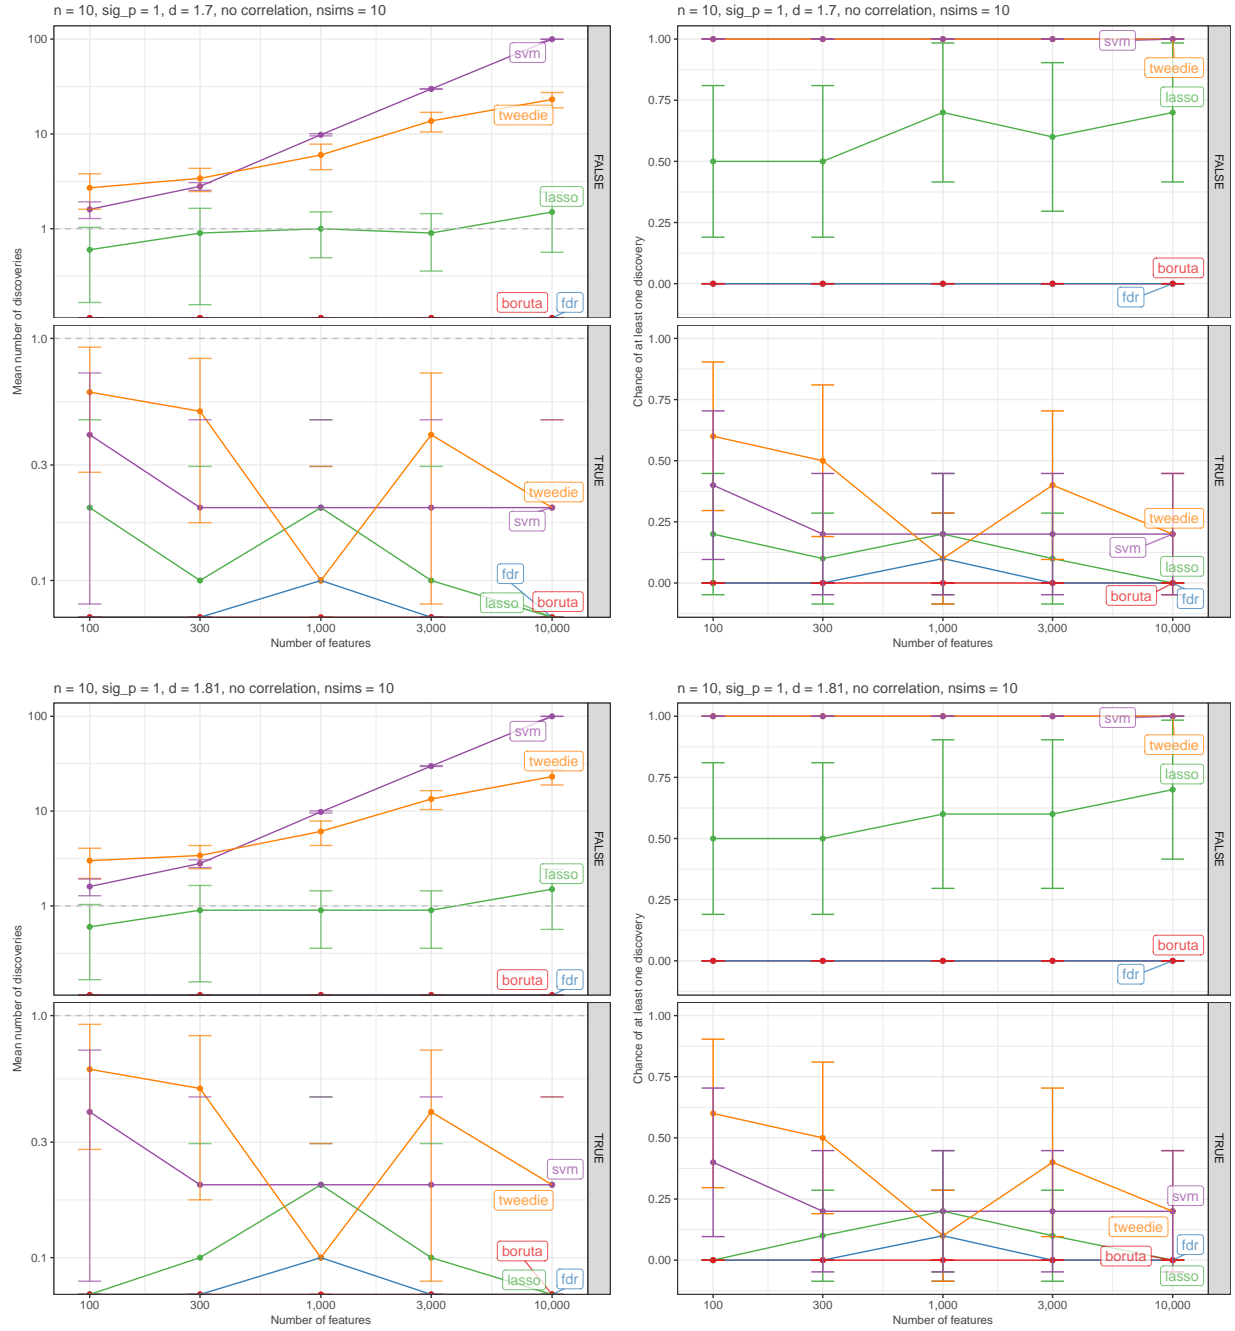 n = 10, sig_p = 1, d = 1.7, no correlation, nsims = 10
Mean number of discoveries
100
10
1
svm
tweedie
lasso
boruta
fdr
FALSE
1.0
0.3
0.1
tweedie
svm
fdr
lasso
boruta
TRUE
100
300
1,000
3,000
10,000
Number of features
n = 10, sig_p = 1, d = 1.7, no correlation, nsims = 10
Chance of at least one discovery
1.00
0.75
0.50
0.25
0.00
svm
tweedie
lasso
boruta
fdr
FALSE
1.00
0.75
0.50
0.25
0.00
tweedie
svm
lasso
boruta
fdr
TRUE
100
300
1,000
3,000
10,000
Number of features
n = 10, sig_p = 1, d = 1.81, no correlation, nsims = 10
Mean number of discoveries
100
10
1
svm
tweedie
lasso
boruta
fdr
FALSE
1.0
0.3
0.1
svm
tweedie
boruta
lasso
fdr
TRUE
100
300
1,000
3,000
10,000
Number of features
n = 10, sig_p = 1, d = 1.81, no correlation, nsims = 10
Chance of at least one discovery
1.00
0.75
0.50
0.25
0.00
svm
tweedie
lasso
boruta
fdr
FALSE
1.00
0.75
0.50
0.25
0.00
svm
tweedie
fdr
boruta
lasso
TRUE
100
300
1,000
3,000
10,000
Number of features